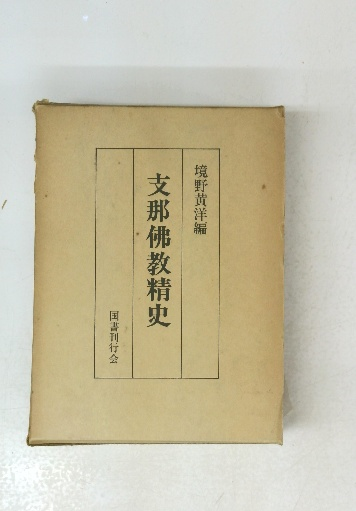 境野黄洋編
支那佛教精史
国書刊行会